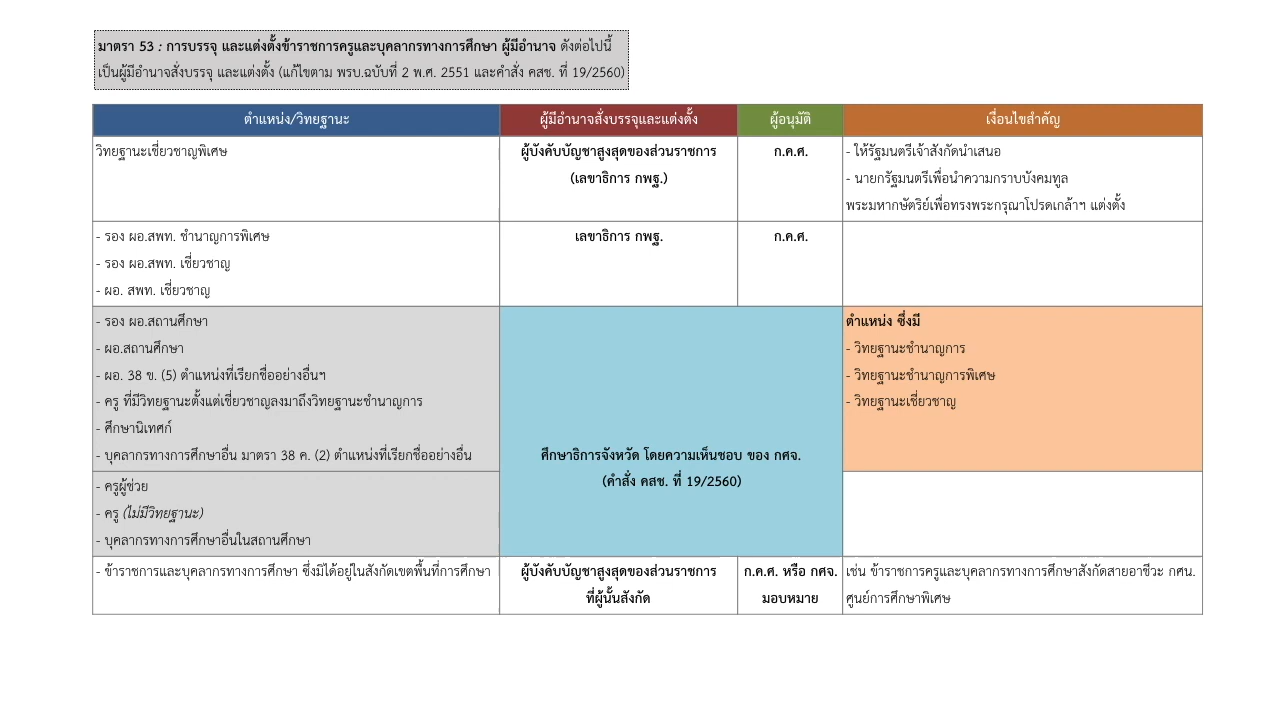 มาตรา 53 : การบรรจุ และแต่งตั้งข้าราชการครูและบุคลากรทางการศึกษา ผู้มีอำนาจ ดังต่อไปนี้
เป็นผู้มีอำนาจสั่งบรรจุ และแต่งตั้ง (แก้ไขตาม พรบ.ฉบับที่ 2 พ.ศ. 2551 และคำสั่ง คสช. ที่ 19/2560)
ตำแหน่ง/วิทยฐานะ
ผู้มีอำนาจสั่งบรรจุและแต่งตั้ง
ผู้อนุมัติ
เงื่อนไขสำคัญ
วิทยฐานะเชี่ยวชาญพิเศษ
ผู้บังคับบัญชาสูงสุดของส่วนราชการ
(เลขาธิการ กพฐ.)
ก.ค.ศ.
- ให้รัฐมนตรีเจ้าสังกัดนำเสนอ
- นายกรัฐมนตรีเพื่อนำความกราบบังคมทูล
พระมหากษัตริย์เพื่อทรงพระกรุณาโปรดเกล้าฯ แต่งตั้ง
- รอง ผอ.สพท. ชำนาญการพิเศษ
- รอง ผอ.สพท. เชี่ยวชาญ
- ผอ. สพท. เชี่ยวชาญ
เลขาธิการ กพฐ.
ก.ค.ศ.
- รอง ผอ.สถานศึกษา
- ผอ.สถานศึกษา
- ผอ. 38 ข. (5) ตำแหน่งที่เรียกชื่ออย่างอื่นฯ
- ครู ที่มีวิทยฐานะตั้งแต่เชี่ยวชาญลงมาถึงวิทยฐานะชำนาญการ
- ศึกษานิเทศก์
- บุคลากรทางการศึกษาอื่น มาตรา 38 ค. (2) ตำแหน่งที่เรียกชื่ออย่างอื่น
ศึกษาธิการจังหวัด โดยความเห็นชอบ ของ กศจ.
(คำสั่ง คสช. ที่ 19/2560)
ตำแหน่ง ซึ่งมี
- วิทยฐานะชำนาญการ
- วิทยฐานะชำนาญการพิเศษ
- วิทยฐานะเชี่ยวชาญ
- ครูผู้ช่วย
- ครู (ไม่มีวิทยฐานะ)
- บุคลากรทางการศึกษาอื่นในสถานศึกษา
- ข้าราชการและบุคลากรทางการศึกษา ซึ่งมิได้อยู่ในสังกัดเขตพื้นที่การศึกษา
ผู้บังคับบัญชาสูงสุดของส่วนราชการ
ที่ผู้นั้นสังกัด
ก.ค.ศ. หรือ กศจ.
มอบหมาย
เช่น ข้าราชการครูและบุคลากรทางการศึกษาสังกัดสายอาชีวะ กศน.
ศูนย์การศึกษาพิเศษ